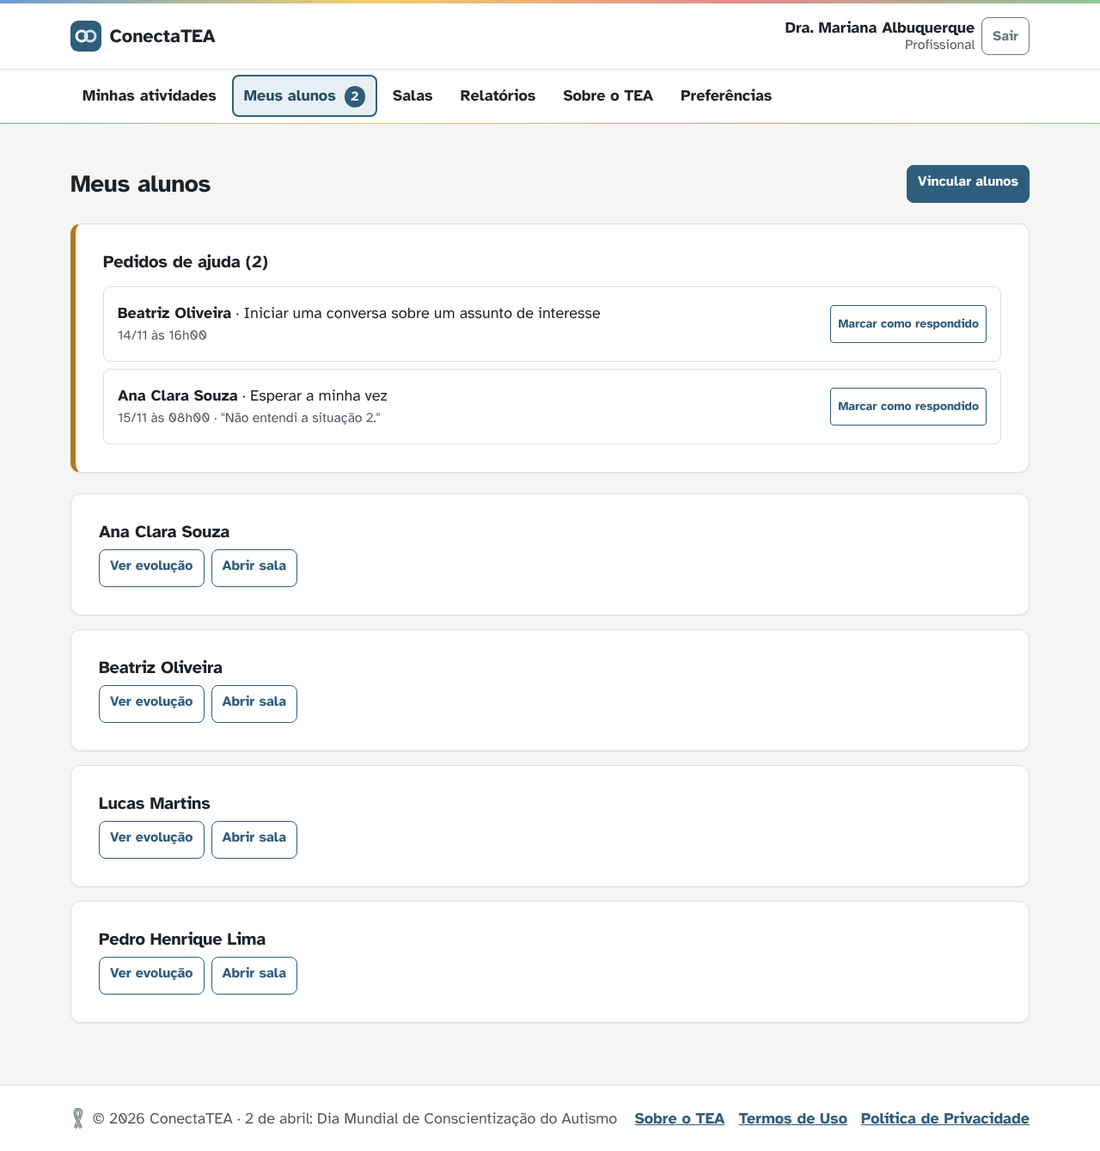 ConectaTEA
Dra. Mariana Albuquerque
Profissional
Sair
Minhas atividades
Meus alunos 2
Salas
Relatórios
Sobre o TEA
Preferências
Meus alunos
Vincular alunos
Pedidos de ajuda (2)
Beatriz Oliveira · Iniciar uma conversa sobre um assunto de interesse
14/11 às 16h00
Marcar como respondido
Ana Clara Souza · Esperar a minha vez
15/11 às 08h00 · "Não entendi a situação 2."
Marcar como respondido
Ana Clara Souza
Ver evolução
Abrir sala
Beatriz Oliveira
Ver evolução
Abrir sala
Lucas Martins
Ver evolução
Abrir sala
Pedro Henrique Lima
Ver evolução
Abrir sala
© 2026 ConectaTEA · 2 de abril: Dia Mundial de Conscientização do Autismo
Sobre o TEA
Termos de Uso
Política de Privacidade